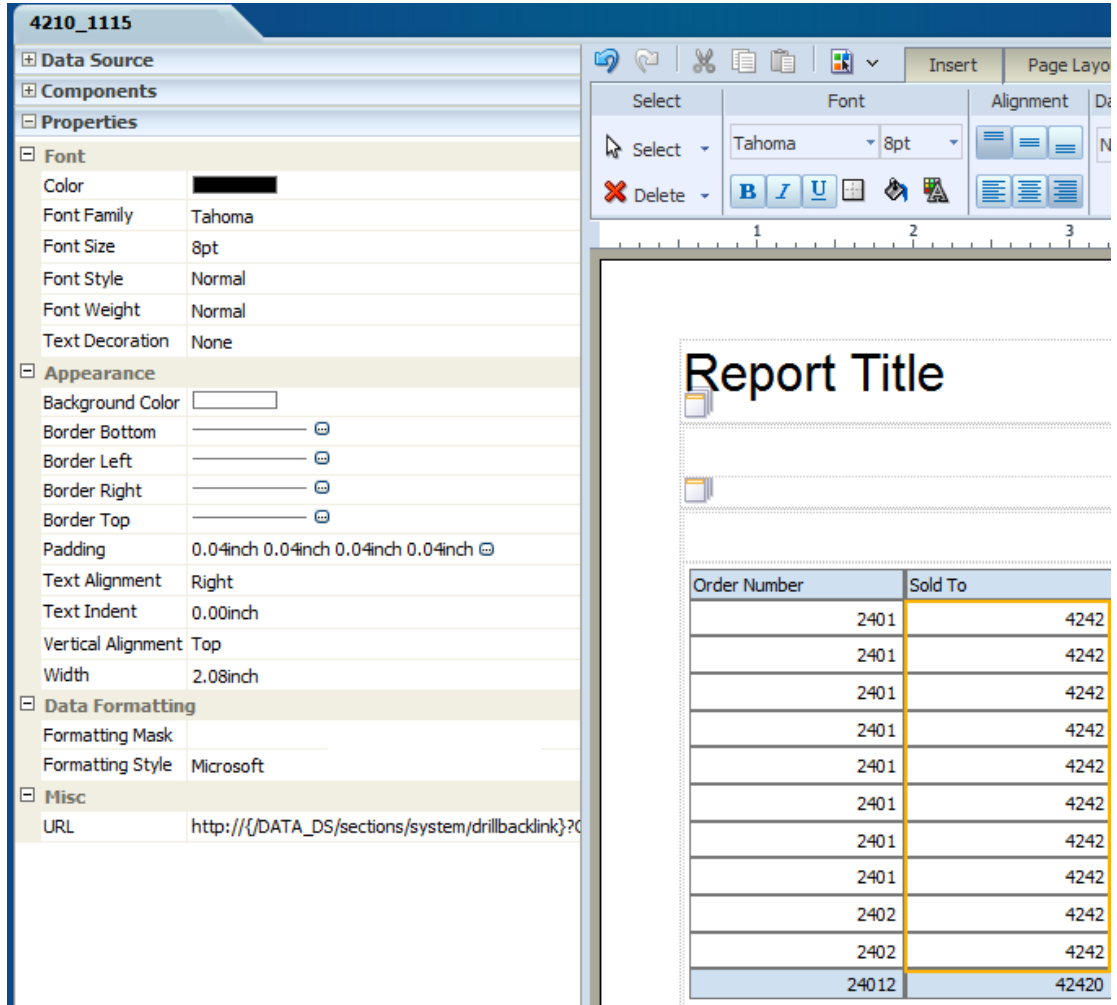 4210_1115
Data Source
Components
Properties
Font
Color
Font Family Tahoma
Font Size 8pt
Font Style Normal
Font Weight Normal
Text Decoration None
Appearance
Background Color
Border Bottom
Border Left
Border Right
Border Top
Padding 0.04inch 0.04inch 0.04inch 0.04inch
Text Alignment Right
Text Indent 0.00inch
Vertical Alignment Top
Width 2.08inch
Data Formatting
Formatting Mask
Formatting Style Microsoft
Misc
URL http://{/DATA_DS/sections/system/drillbacklink}?
Insert Page Layo
Select Font Alignment Da
Select Tahoma 8pt N
Delete B I U
1 2 3
Report Title
Order Number Sold To
2401 4242
2401 4242
2401 4242
2401 4242
2401 4242
2401 4242
2401 4242
2401 4242
2402 4242
2402 4242
24012 42420